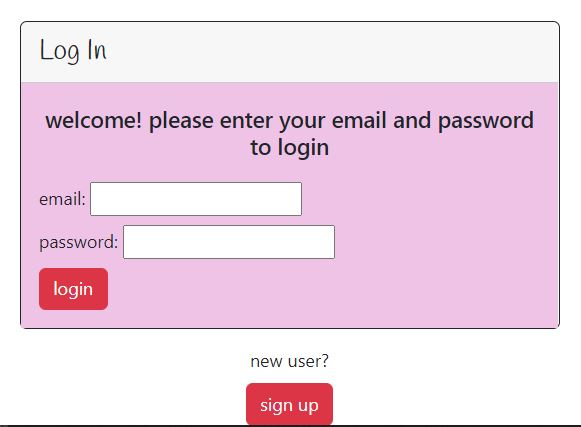 Log In
welcome! please enter your email and password
to login
email:
password:
login
new user?
sign up